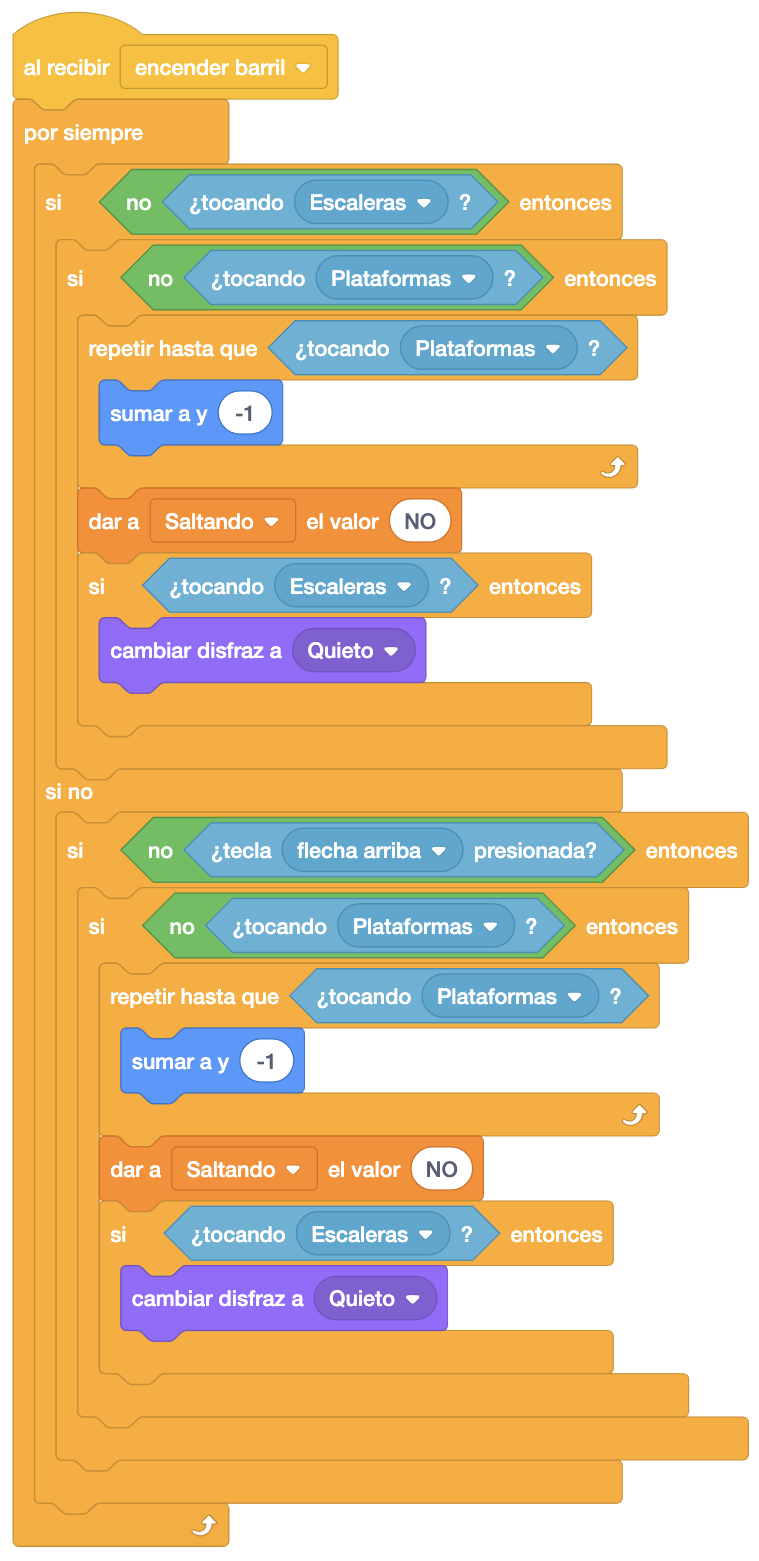 al recibir encender barril
por siempre
si no ¿tocando Escaleras ? entonces
si no ¿tocando Plataformas ? entonces
repetir hasta que ¿tocando Plataformas ?
sumar a y -1
dar a Saltando el valor NO
si ¿tocando Escaleras ? entonces
cambiar disfraz a Quieto
si no
si no ¿tecla flecha arriba presionada? entonces
si no ¿tocando Plataformas ? entonces
repetir hasta que ¿tocando Plataformas ?
sumar a y -1
dar a Saltando el valor NO
si ¿tocando Escaleras ? entonces
cambiar disfraz a Quieto